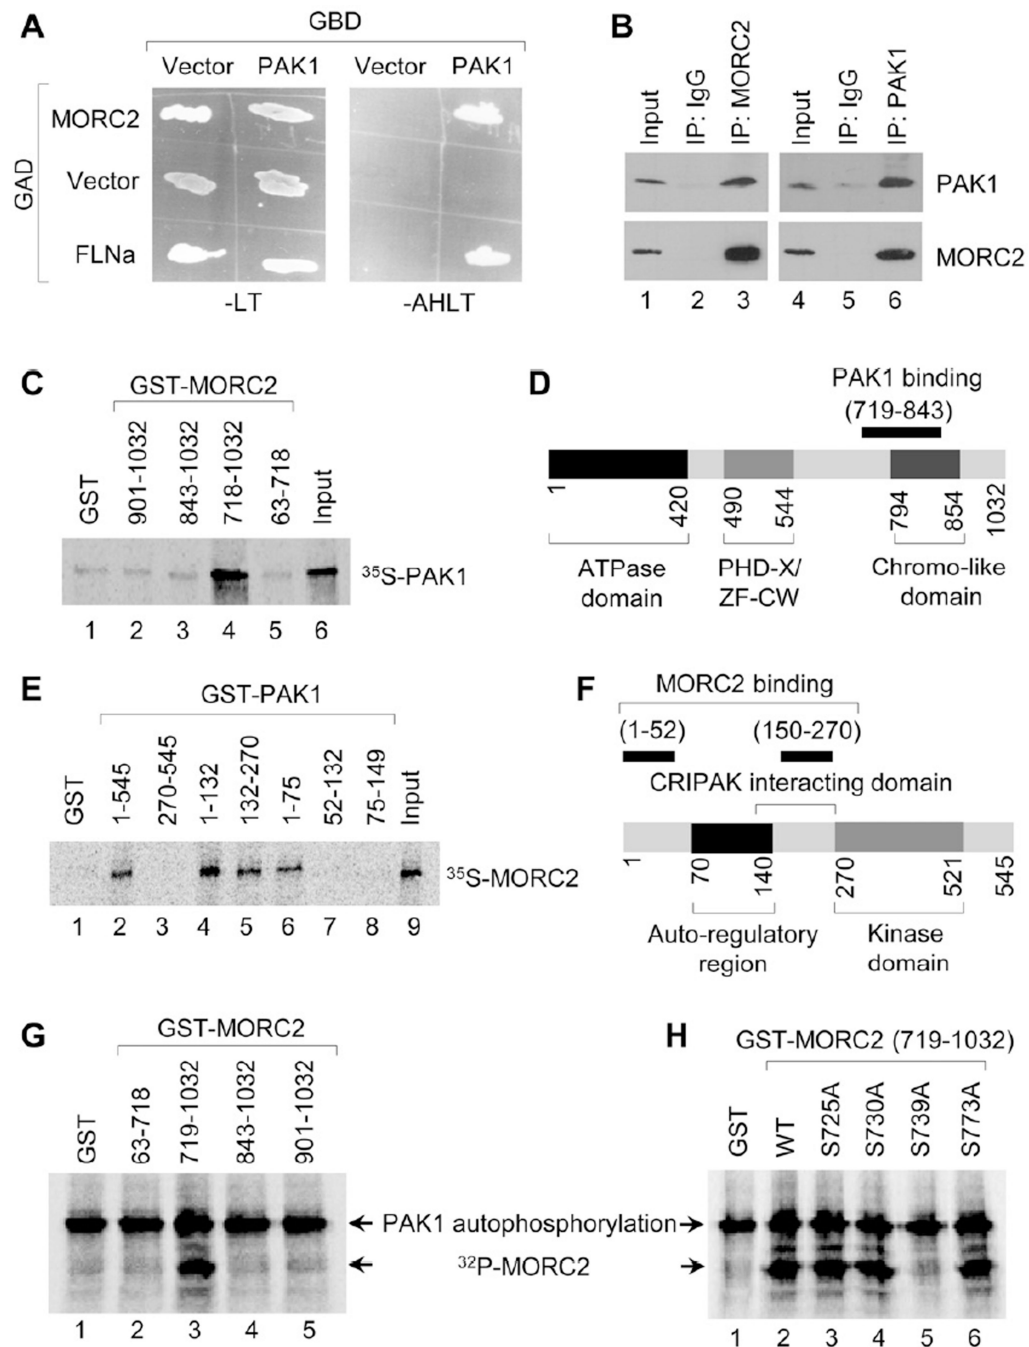 A
GBD
Vector PAK1 Vector PAK1
GAD
MORC2
Vector
FLNa
-LT -AHLT
B
Input
IP: IgG
IP: MORC2
Input
IP: IgG
IP: PAK1
PAK1
MORC2
1 2 3 4 5 6
C
GST-MORC2
GST
901-1032
843-1032
718-1032
63-718
Input
35S-PAK1
1 2 3 4 5 6
D
PAK1 binding
(719-843)
1 420 490 544 794 854 1032
ATPase
domain
PHD-X/
ZF-CW
Chromo-like
domain
E
GST-PAK1
GST
1-545
270-545
1-132
132-270
1-75
52-132
75-149
Input
35S-MORC2
1 2 3 4 5 6 7 8 9
F
MORC2 binding
(1-52) (150-270)
CRIPAK interacting domain
1 70 140 270 521 545
Auto-regulatory
region
Kinase
domain
G
GST-MORC2
GST
63-718
719-1032
843-1032
901-1032
PAK1 autophosphorylation
32P-MORC2
1 2 3 4 5
H
GST-MORC2 (719-1032)
GST
WT
S725A
S730A
S739A
S773A
1 2 3 4 5 6